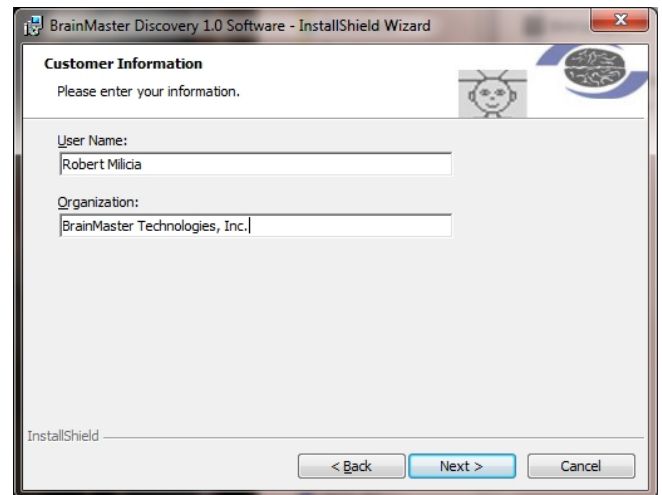 BrainMaster Discovery 1.0 Software - InstallShield Wizard
Customer Information
Please enter your information.
User Name:
Robert Milicia
Organization:
BrainMaster Technologies, Inc.
InstallShield
< Back
Next >
Cancel